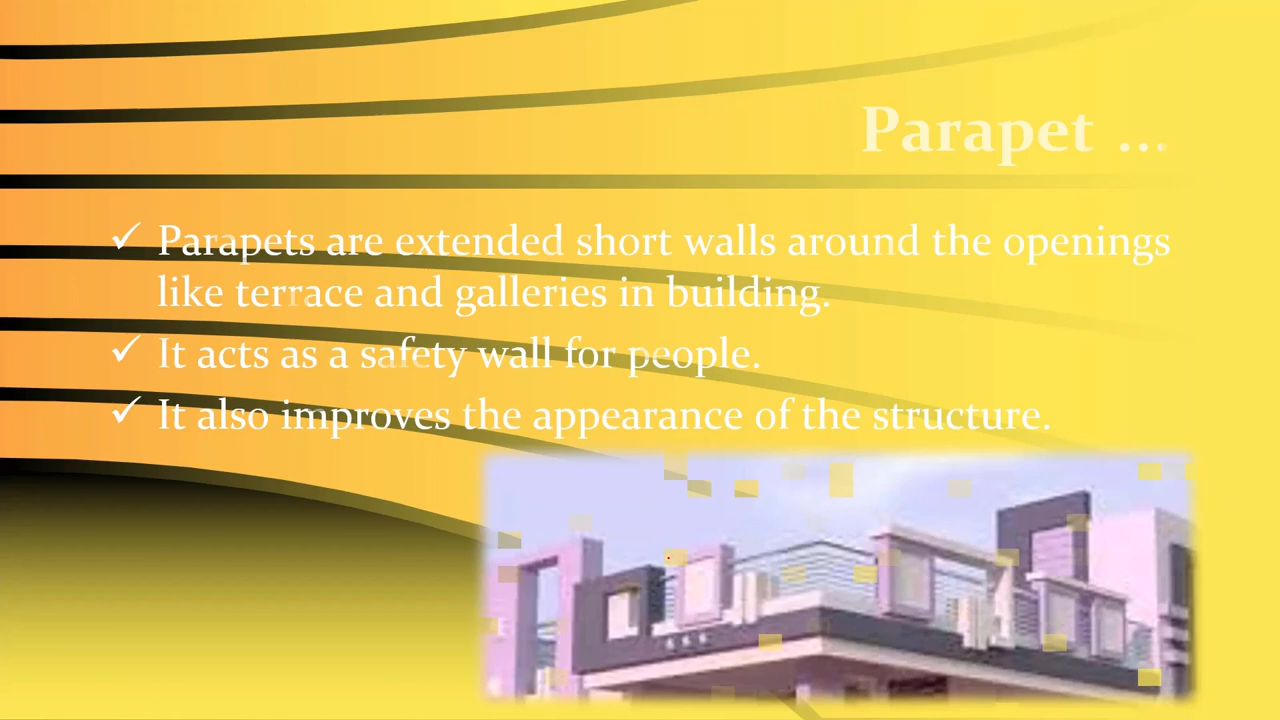 Parapet ...
✓ Parapets are extended short walls around the openings
like terrace and galleries in building.
✓ It acts as a safety wall for people.
✓ It also improves the appearance of the structure.